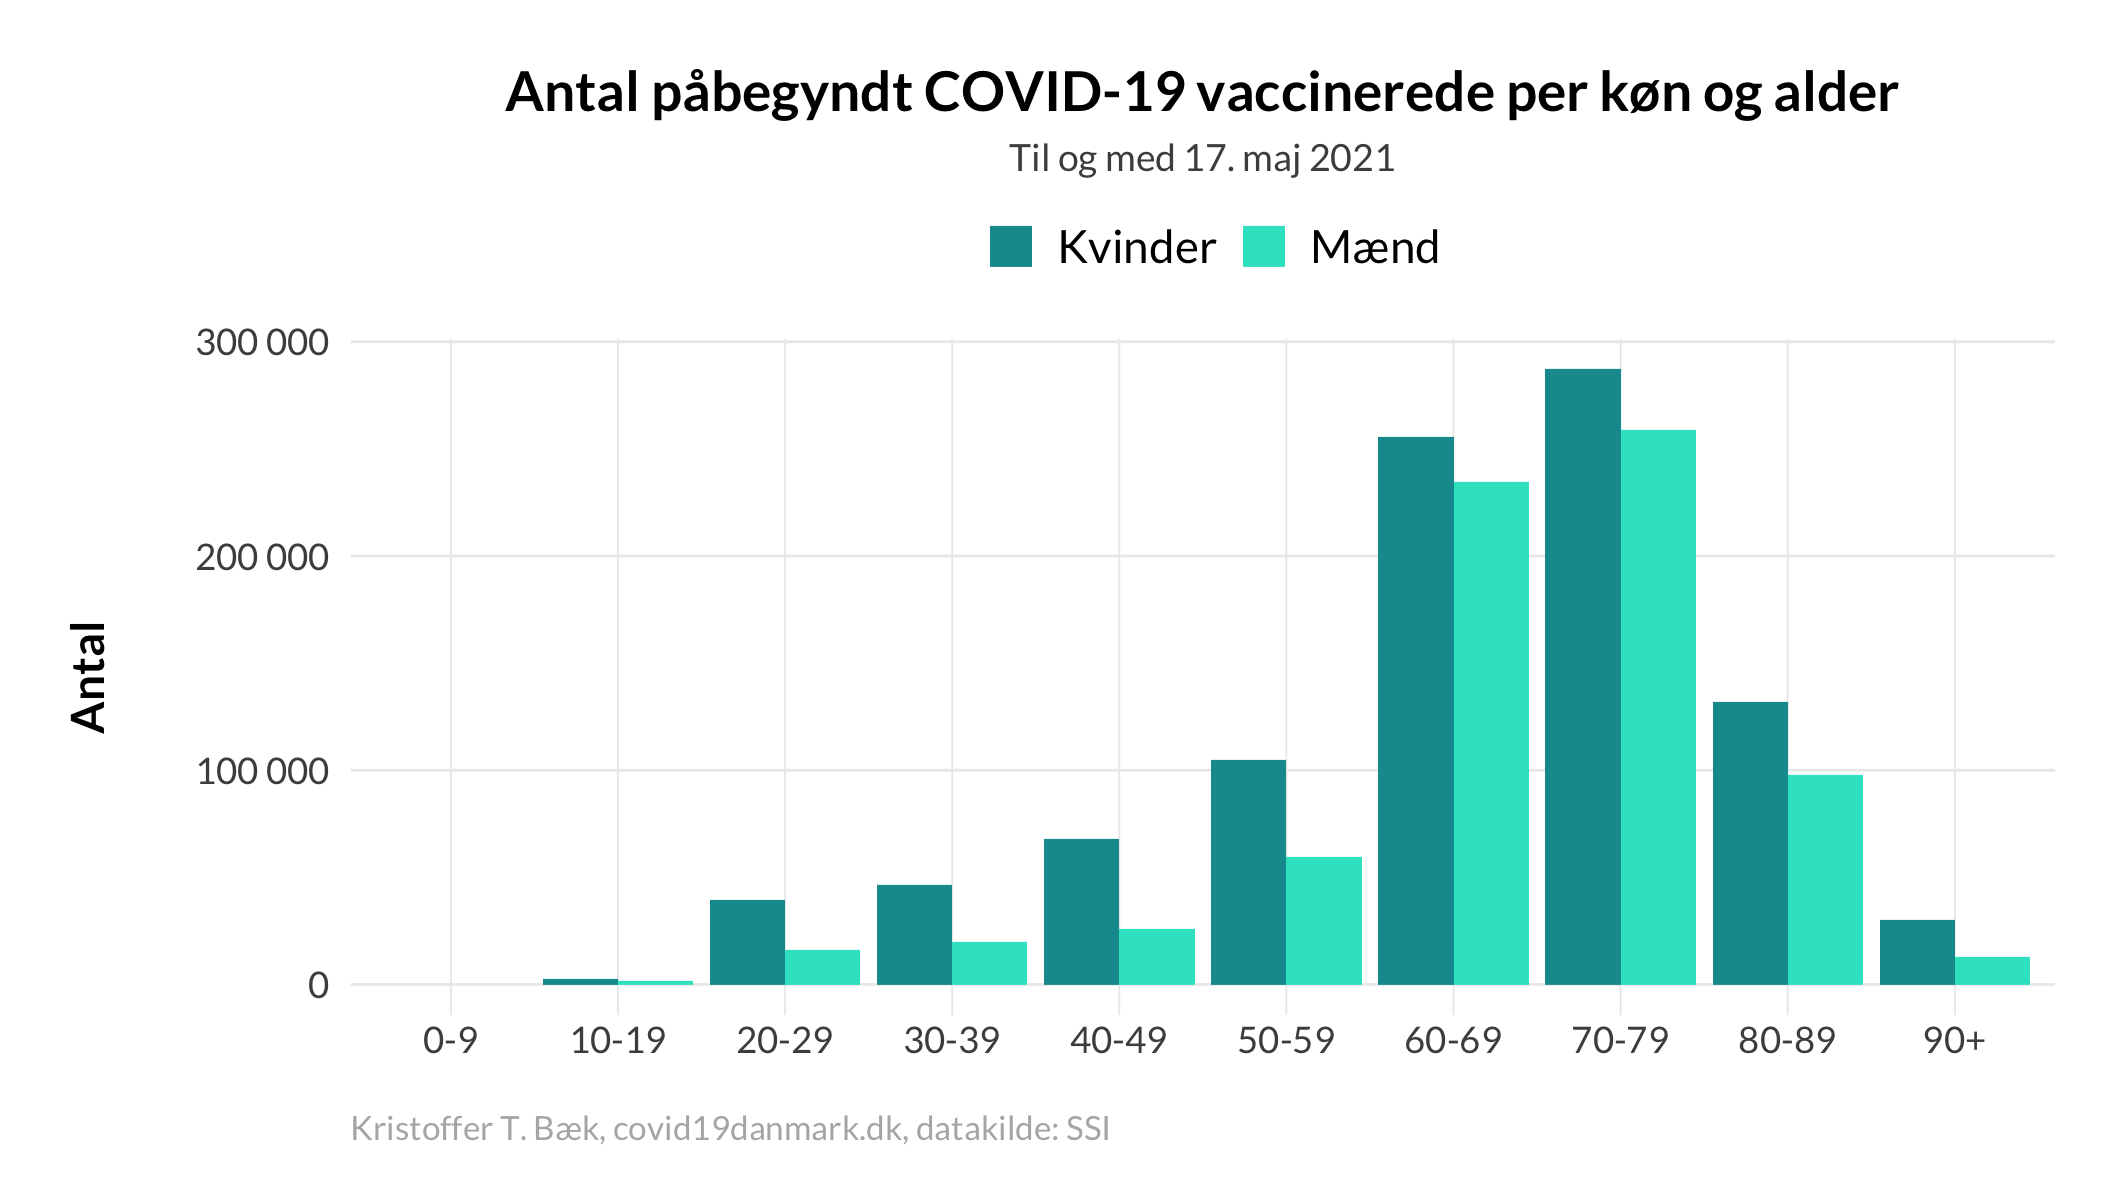 Antal påbegyndt COVID-19 vaccinerede per køn og alder
Til og med 17. maj 2021
Kvinder Mænd
300 000
200 000
100 000
0
Antal
0-9 10-19 20-29 30-39 40-49 50-59 60-69 70-79 80-89 90+
Kristoffer T. Bæk, covid19danmark.dk, datakilde: SSI